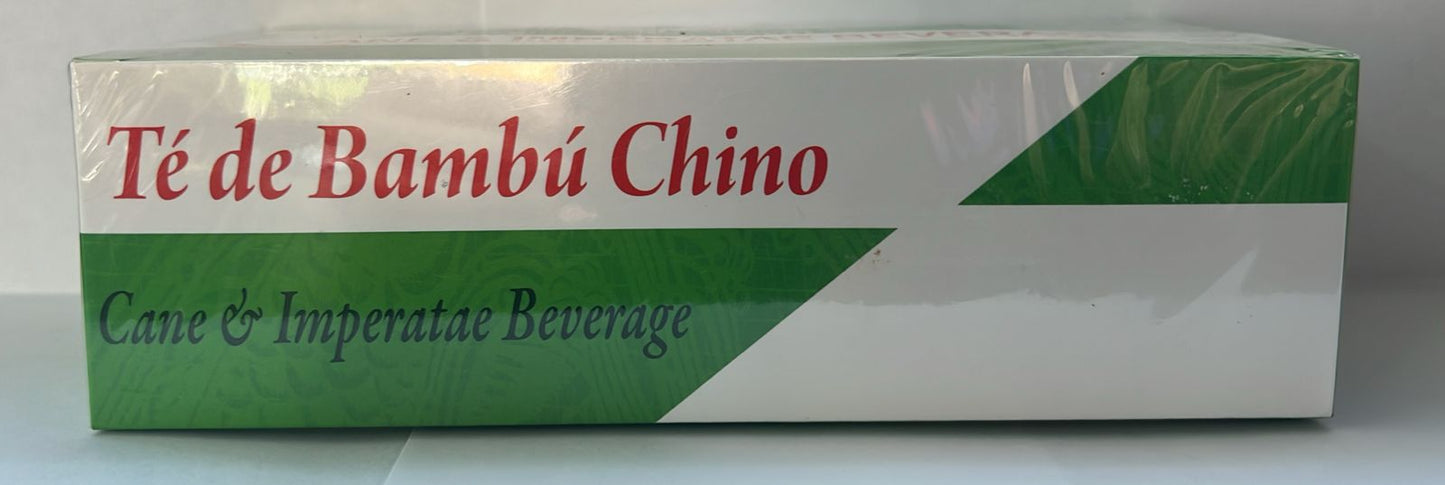 Té de Bambú Chino
Cane & Imperatae Beverage